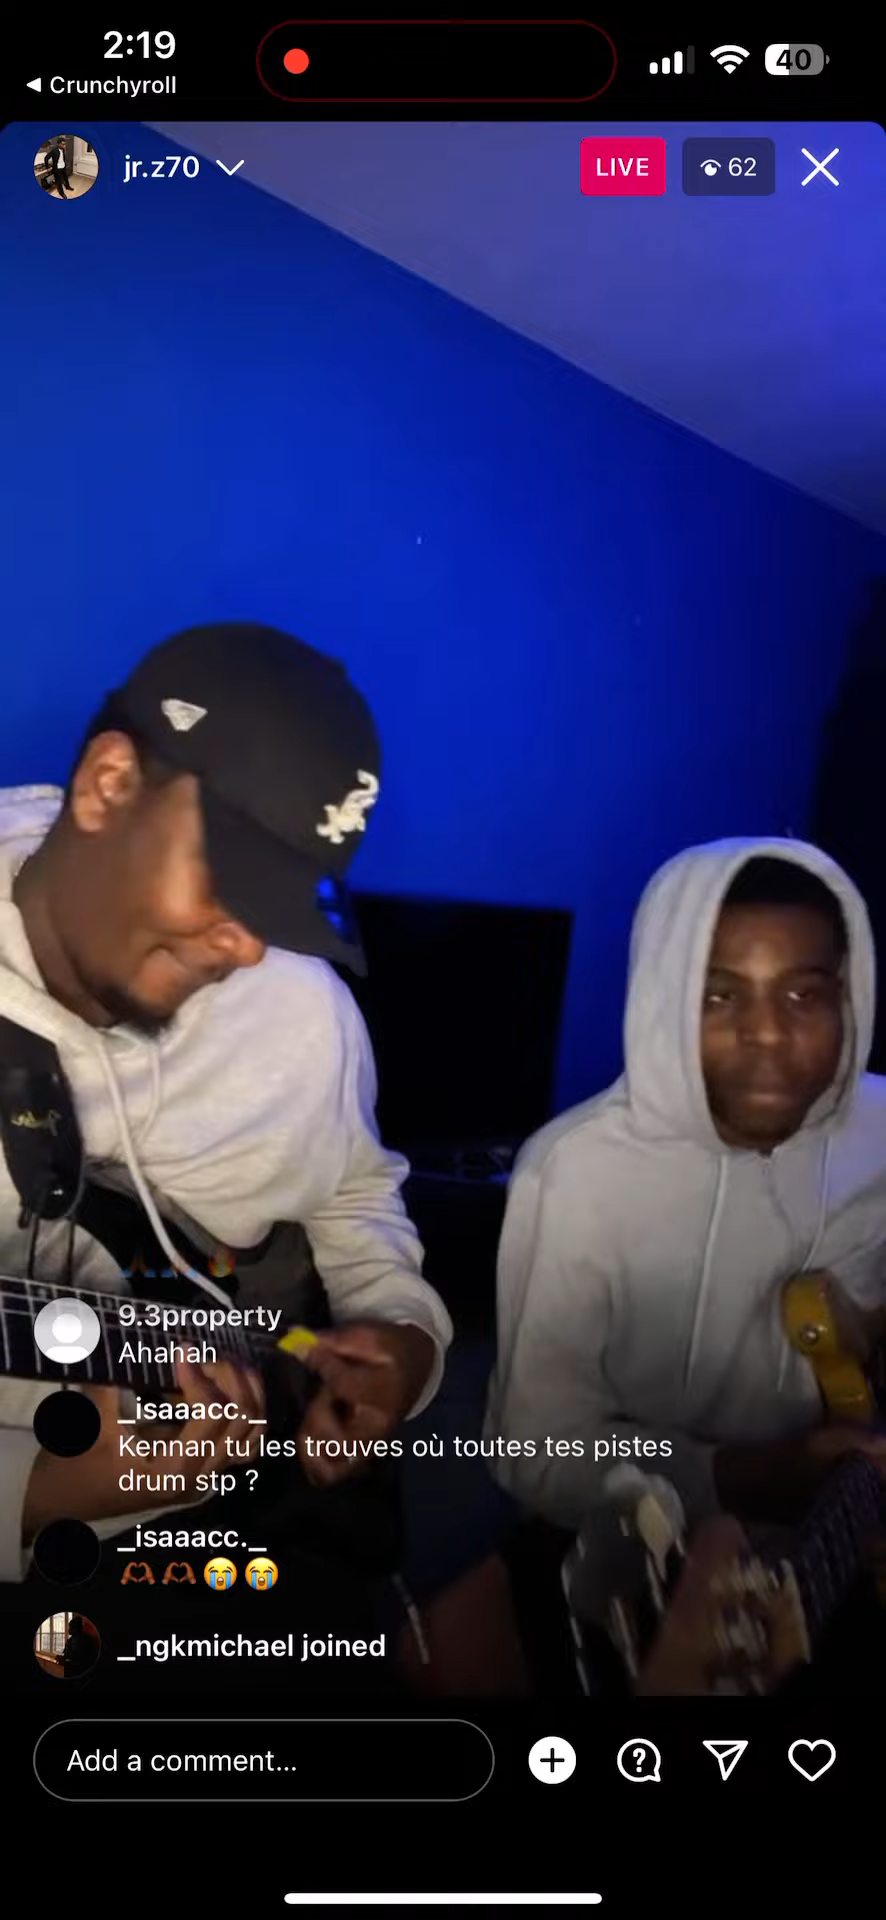 2:19
40
Crunchyroll
jr.z70
LIVE
62
9.3property
Ahahah
_isaaacc._
Kennan tu les trouves où toutes tes pistes
drum stp ?
_isaaacc._
🫶🏾🫶🏾😭😭
_ngkmichael joined
Add a comment...